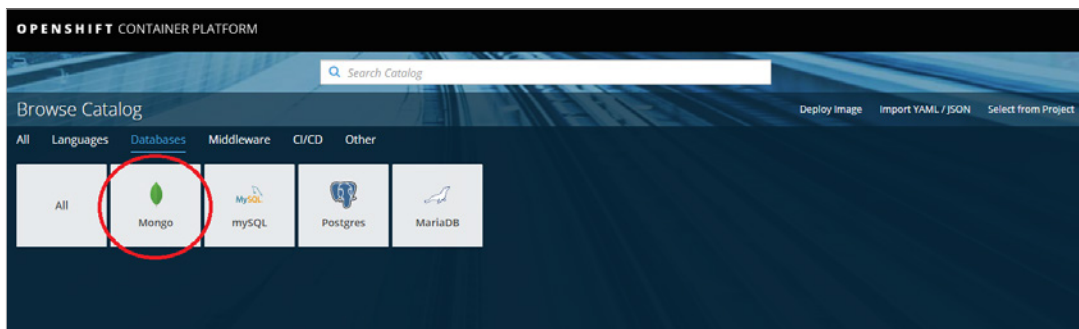 OPENSHIFT CONTAINER PLATFORM
Search Catalog
Browse Catalog
Deploy Image Import YAML / JSON Select from Project
All Languages Databases Middleware CI/CD Other
MySQL
All Mongo mySQL Postgres MariaDB